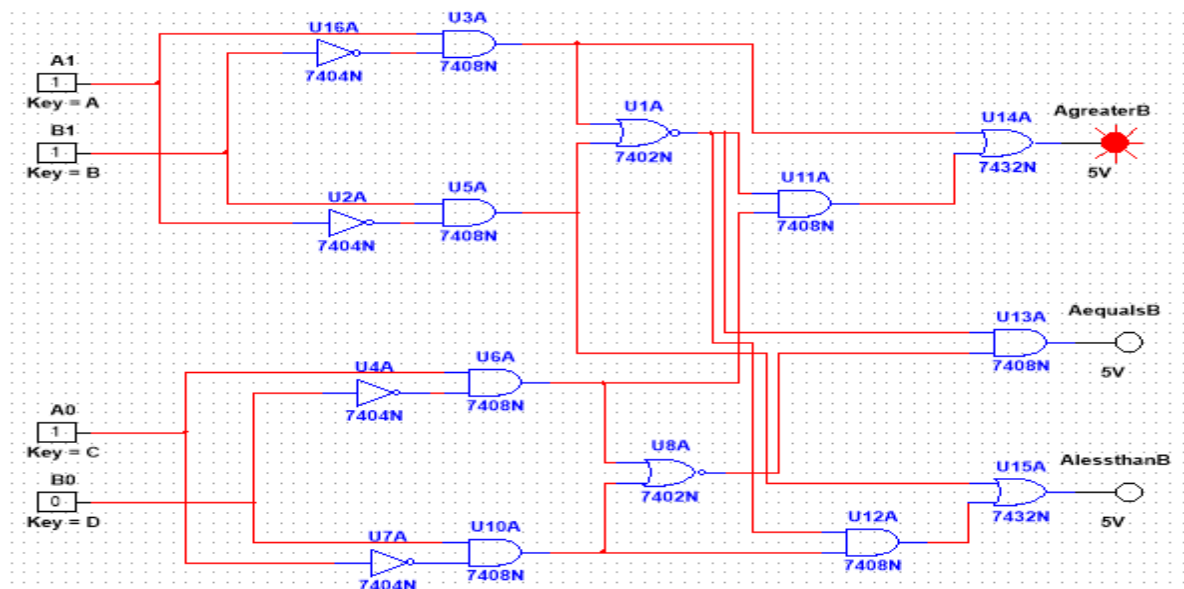 U3A
U16A
7408N
7404N
A1
1
Key = A
U1A
U14A
AgreaterB
B1
1
Key = B
7402N
7432N
5V
U2A
U5A
U11A
7404N
7408N
7408N
AequalsB
U13A
7408N
5V
U4A
U6A
7404N
7408N
A0
1
Key = C
U8A
AlessthanB
B0
0
Key = D
7402N
U15A
7432N
5V
U7A
U10A
U12A
7404N
7408N
7408N